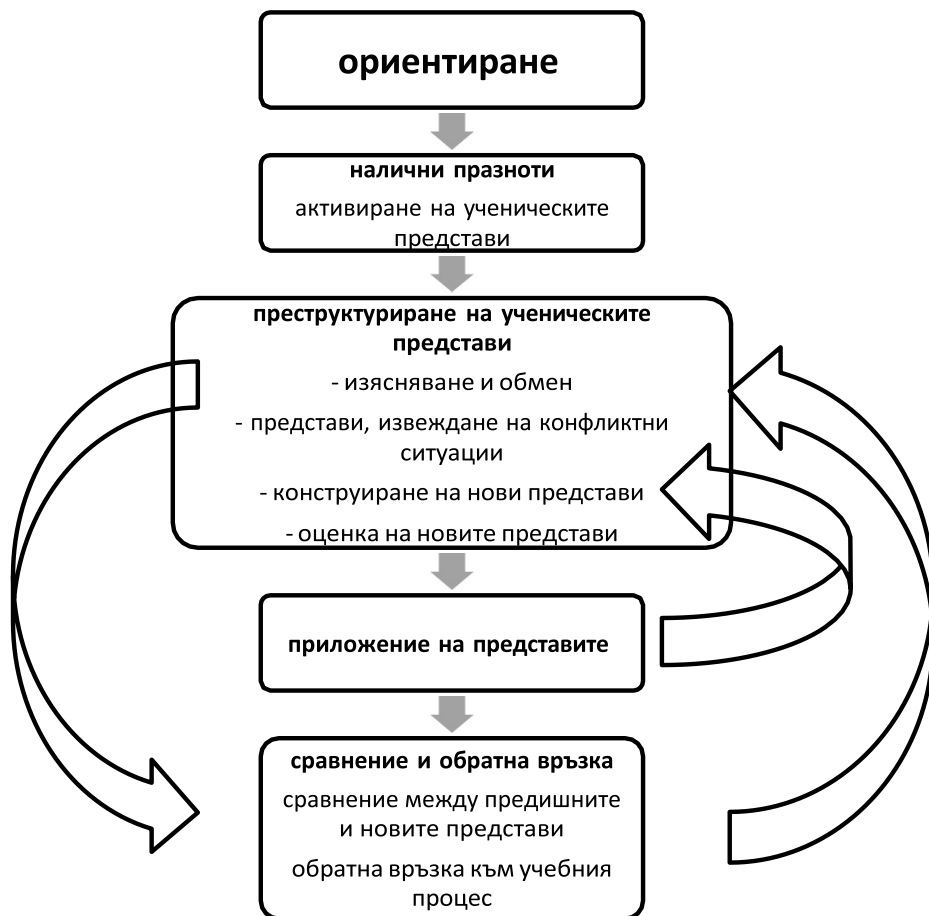 ориентиране
налични празноти
активиране на ученическите
представи
преструктуриране на ученическите
представи
- изясняване и обмен
- представи, извеждане на конфликтни
ситуации
- конструиране на нови представи
- оценка на новите представи
приложение на представите
сравнение и обратна връзка
сравнение между предишните
и новите представи
обратна връзка към учебния
процес